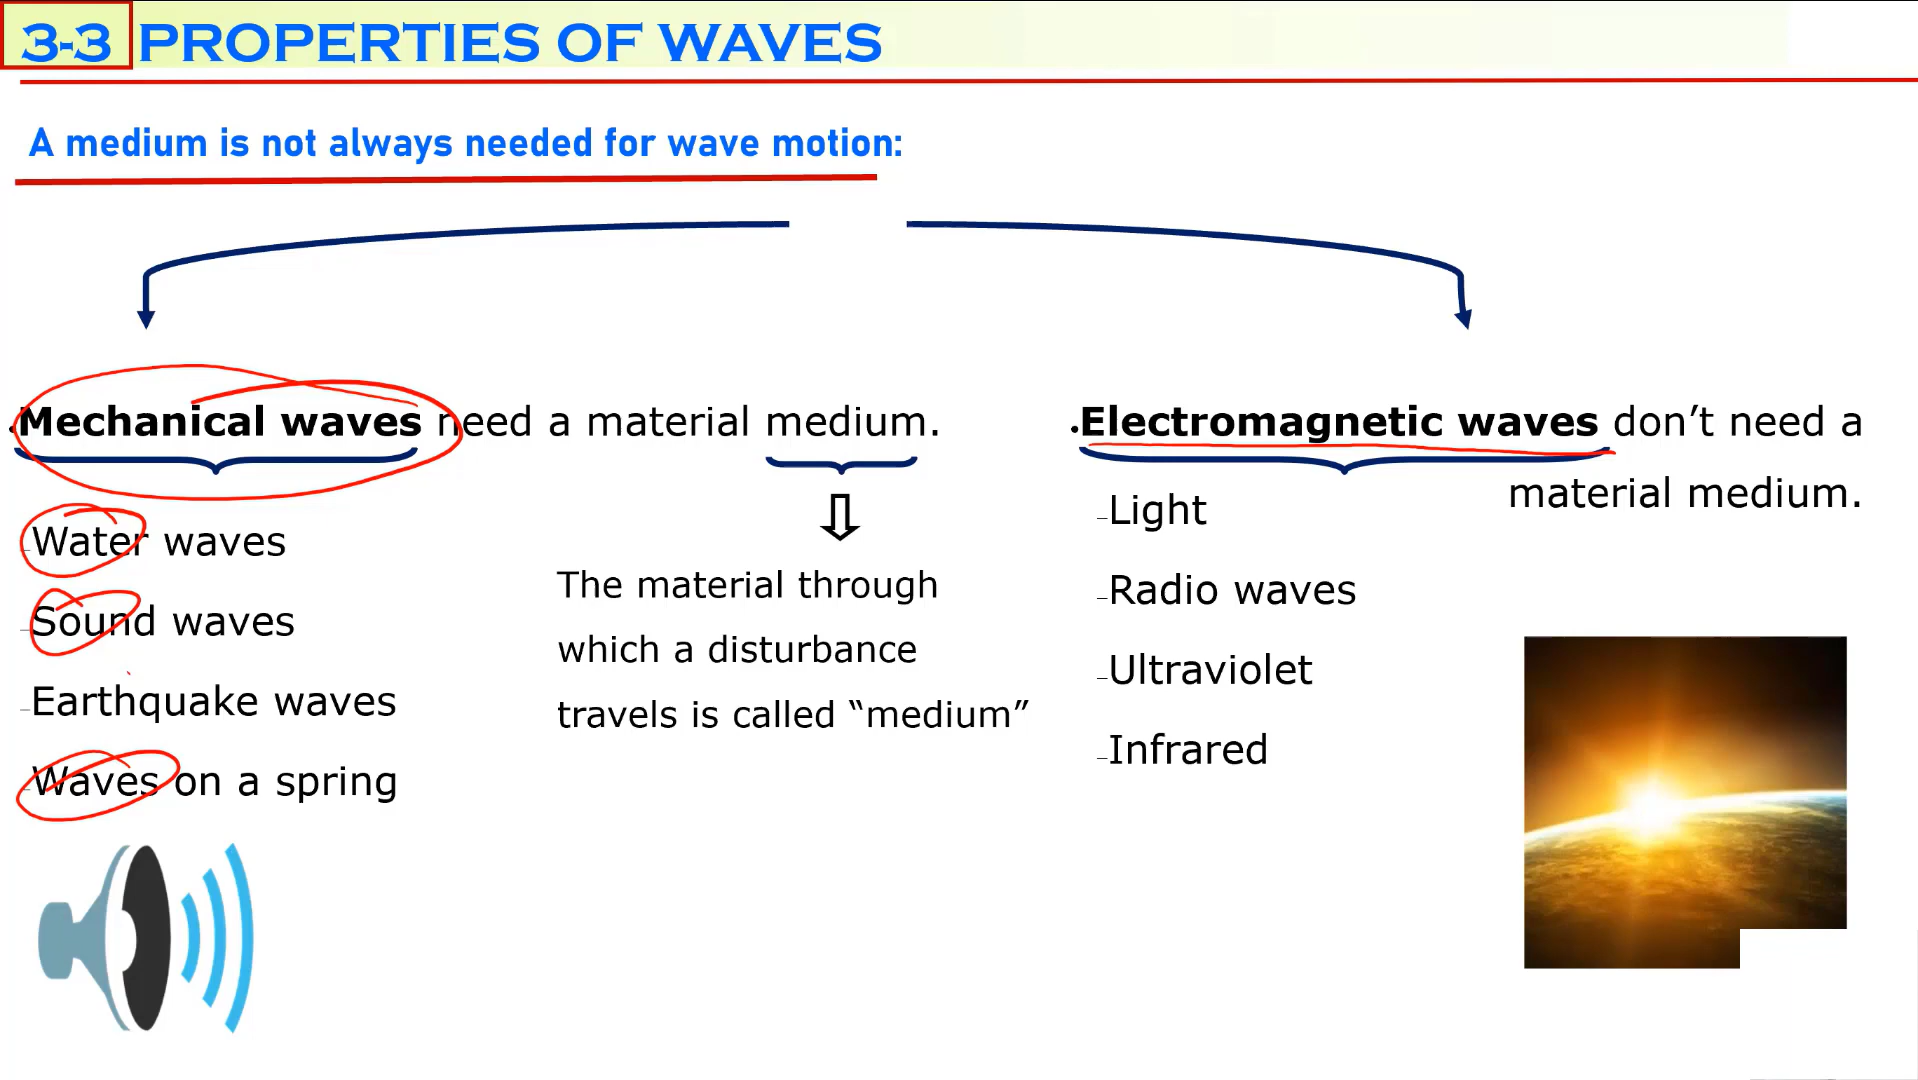 3-3 PROPERTIES OF WAVES
A medium is not always needed for wave motion:
•Mechanical waves need a material medium.
–Water waves
–Sound waves
–Earthquake waves
–Waves on a spring
The material through
which a disturbance
travels is called “medium”
•Electromagnetic waves don’t need a
material medium.
–Light
–Radio waves
–Ultraviolet
–Infrared